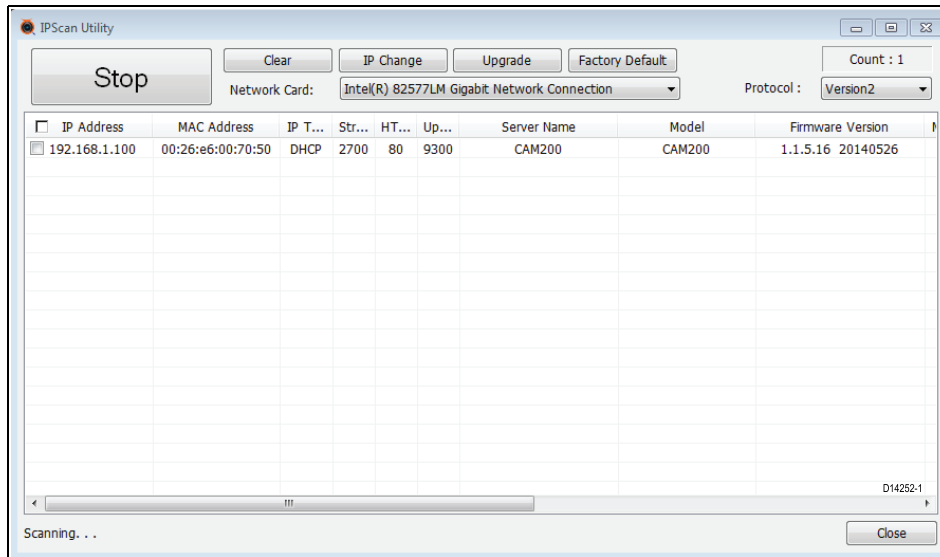 IPScan Utility
Stop Clear IP Change Upgrade Factory Default Count : 1
Network Card: Intel(R) 82577LM Gigabit Network Connection Protocol : Version2
IP Address MAC Address IP T... Str... HT... Up... Server Name Model Firmware Version
192.168.1.100 00:26:e6:00:70:50 DHCP 2700 80 9300 CAM200 CAM200 1.1.5.16 20140526
D14252-1
Scanning. . . Close